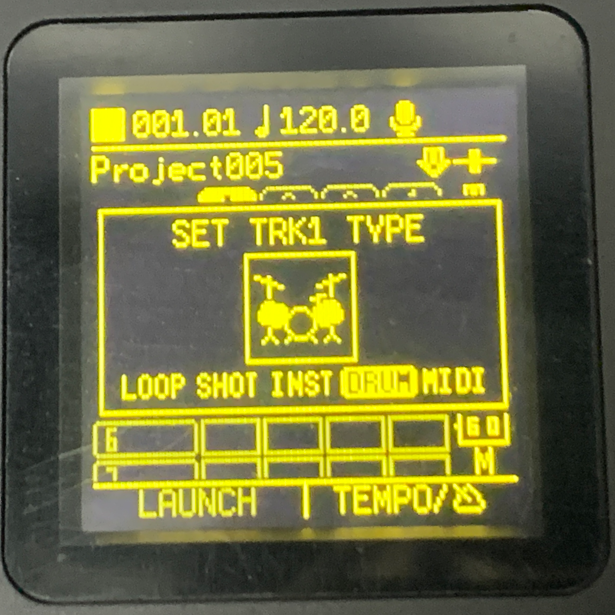 001.01 ♩120.0
Project005
SET TRK1 TYPE
LOOP SHOT INST DRUM MIDI
6 60
7 M
LAUNCH | TEMPO/